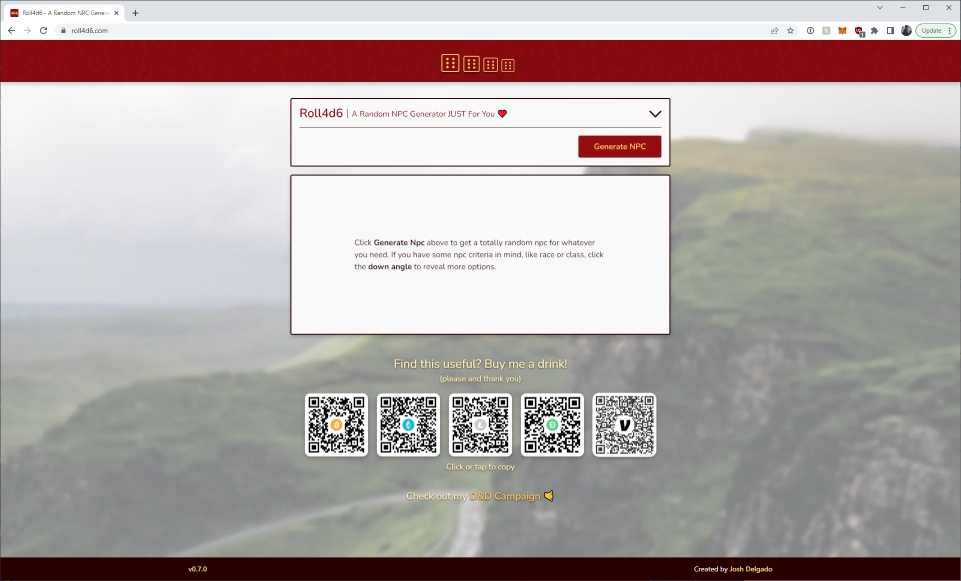 Roll4d6 - A Random NPC Genera
roll4d6.com
Update
Roll4d6 | A Random NPC Generator JUST For You
Generate NPC
Click Generate Npc above to get a totally random npc for whatever
you need. If you have some npc criteria in mind, like race or class, click
the down angle to reveal more options.
Find this useful? Buy me a drink!
(please and thank you)
Click or tap to copy
Check out my D&D Campaign
v0.7.0
Created by Josh Delgado